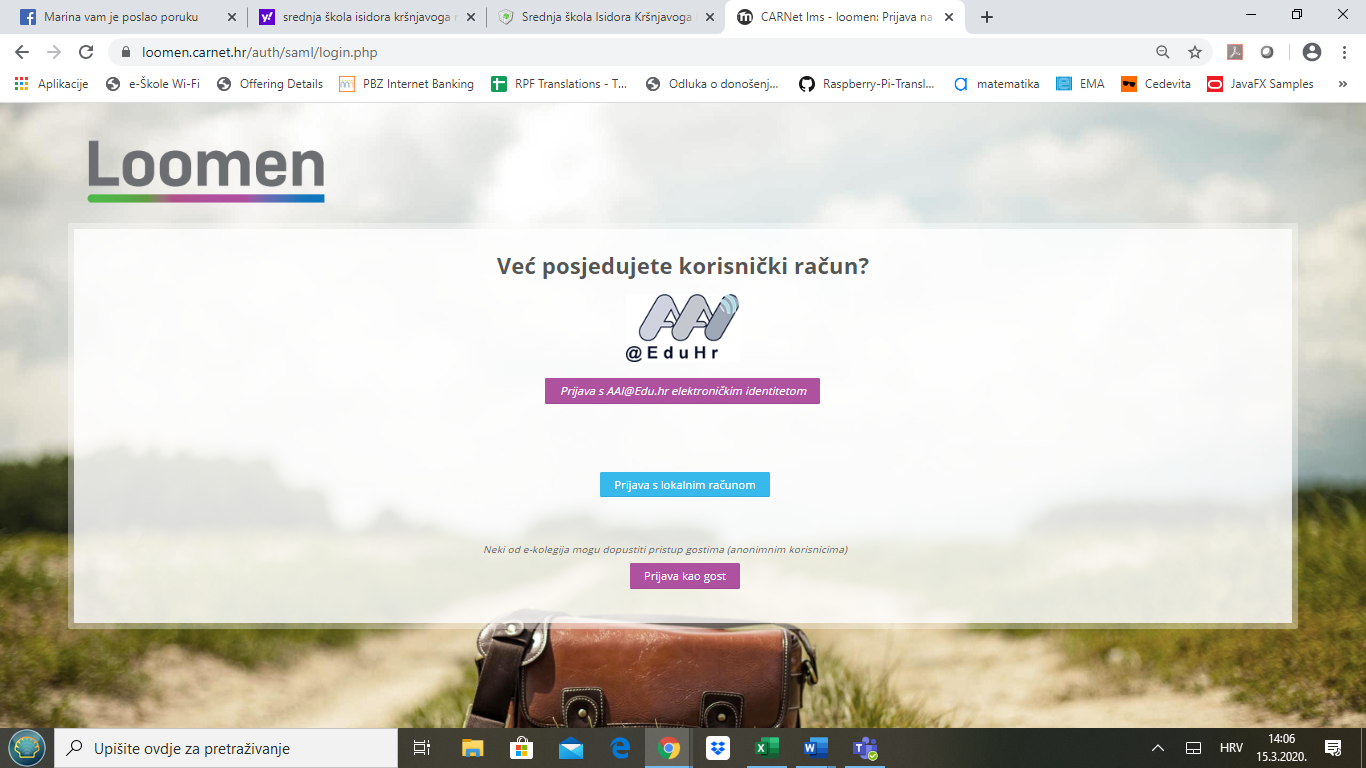 Marina vam je poslao poruku
srednja škola isidora kršnjavoga
Srednja škola Isidora Kršnjavoga
CARNet lms - loomen: Prijava na
loomen.carnet.hr/auth/saml/login.php
Aplikacije
e-Škole Wi-Fi
Offering Details
PBZ Internet Banking
RPF Translations - T...
Odluka o donošenj...
Raspberry-Pi-Transl...
matematika
EMA
Cedevita
JavaFX Samples
»
Loomen
Već posjedujete korisnički račun?
AAI
@EduHr
Prijava s AAI@Edu.hr elektroničkim identitetom
Prijava s lokalnim računom
Neki od e-kolegija mogu dopustiti pristup gostima (anonimnim korisnicima)
Prijava kao gost
Upišite ovdje za pretraživanje
HRV
14:06
15.3.2020.